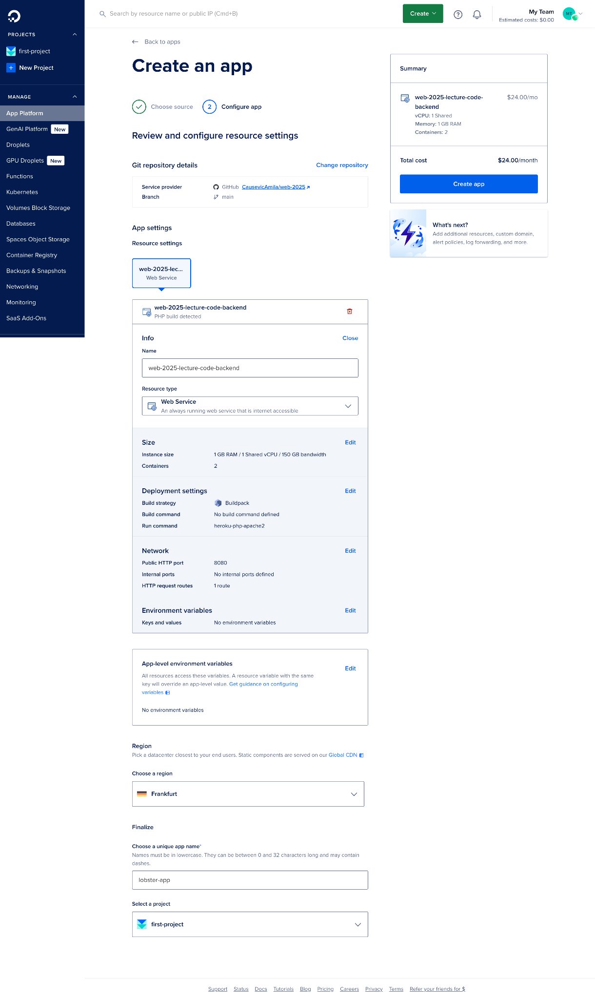 Search by resource name or public IP (Cmd+B)
Create
My Team
Estimated costs: $0.00
MT
PROJECTS
first-project
New Project
MANAGE
App Platform
GenAI Platform New
Droplets
GPU Droplets New
Functions
Kubernetes
Volumes Block Storage
Databases
Spaces Object Storage
Container Registry
Backups & Snapshots
Networking
Monitoring
SaaS Add-Ons
Back to apps
Create an app
Choose source
2 Configure app
Review and configure resource settings
Git repository details Change repository
Service provider GitHub CausevicAmila/web-2025
Branch main
App settings
Resource settings
web-2025-lec...
Web Service
web-2025-lecture-code-backend
PHP build detected
Info Close
Name
web-2025-lecture-code-backend
Resource type
Web Service
An always running web service that is internet accessible
Size Edit
Instance size 1 GB RAM / 1 Shared vCPU / 150 GB bandwidth
Containers 2
Deployment settings Edit
Build strategy Buildpack
Build command No build command defined
Run command heroku-php-apache2
Network Edit
Public HTTP port 8080
Internal ports No internal ports defined
HTTP request routes 1 route
Environment variables Edit
Keys and values No environment variables
App-level environment variables Edit
All resources access these variables. A resource variable with the same
key will override an app-level value. Get guidance on configuring
variables
No environment variables
Region
Pick a datacenter closest to your end users. Static components are served on our Global CDN
Choose a region
Frankfurt
Finalize
Choose a unique app name*
Names must be in lowercase. They can be between 0 and 32 characters long and may contain
dashes.
lobster-app
Select a project
first-project
Summary
web-2025-lecture-code- $24.00/mo
backend
vCPU: 1 Shared
Memory: 1 GB RAM
Containers: 2
Total cost $24.00/month
Create app
What's next?
Add additional resources, custom domain,
alert policies, log forwarding, and more.
Support Status Docs Tutorials Blog Pricing Careers Privacy Terms Refer your friends for $